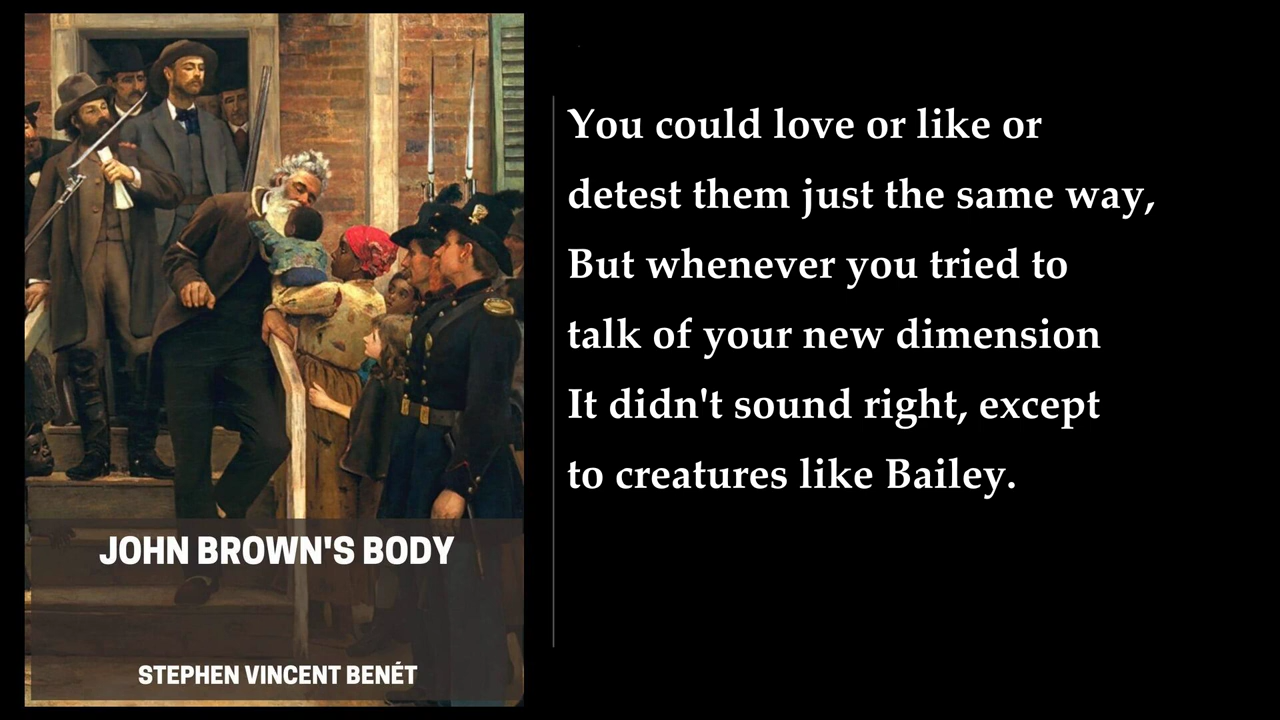 JOHN BROWN'S BODY
STEPHEN VINCENT BENÉT
You could love or like or
detest them just the same way,
But whenever you tried to
talk of your new dimension
It didn't sound right, except
to creatures like Bailey.